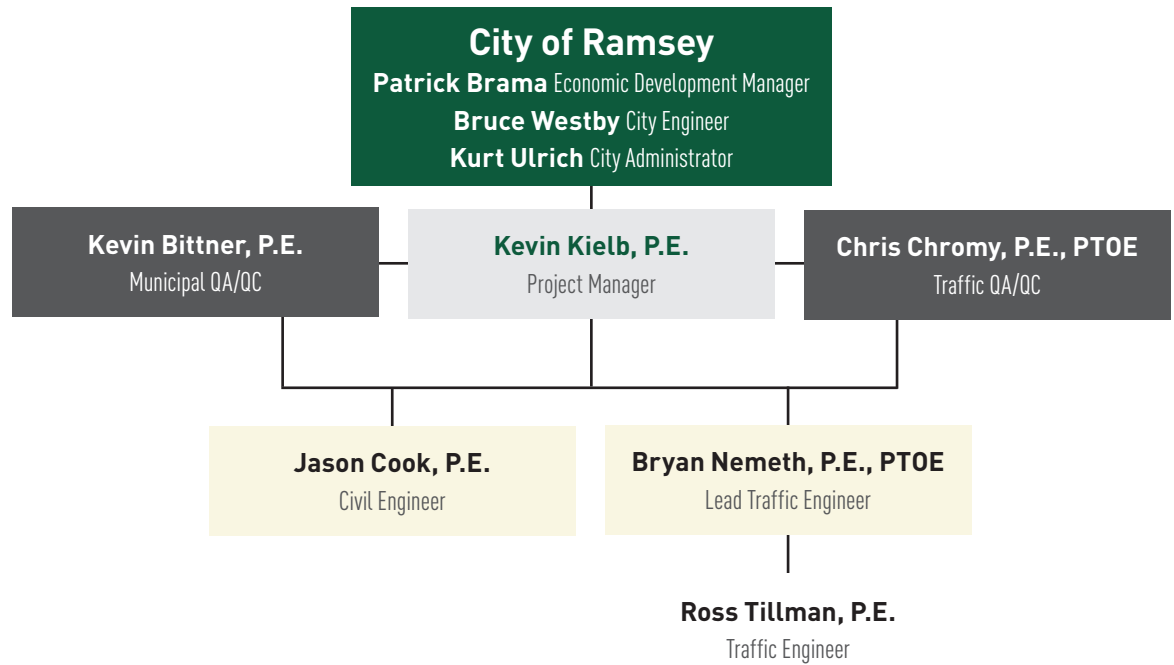 City of Ramsey
Patrick Brama Economic Development Manager
Bruce Westby City Engineer
Kurt Ulrich City Administrator
Kevin Bittner, P.E.
Municipal QA/QC
Kevin Kielb, P.E.
Project Manager
Chris Chromy, P.E., PTOE
Traffic QA/QC
Jason Cook, P.E.
Civil Engineer
Bryan Nemeth, P.E., PTOE
Lead Traffic Engineer
Ross Tillman, P.E.
Traffic Engineer